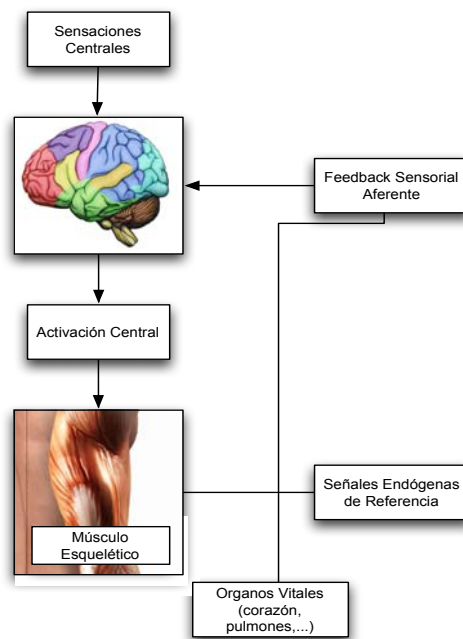 Sensaciones
Centrales
Feedback Sensorial
Aferente
Activación Central
Señales Endógenas
de Referencia
Músculo
Esquelético
Organos Vitales
(corazón,
pulmones,...)